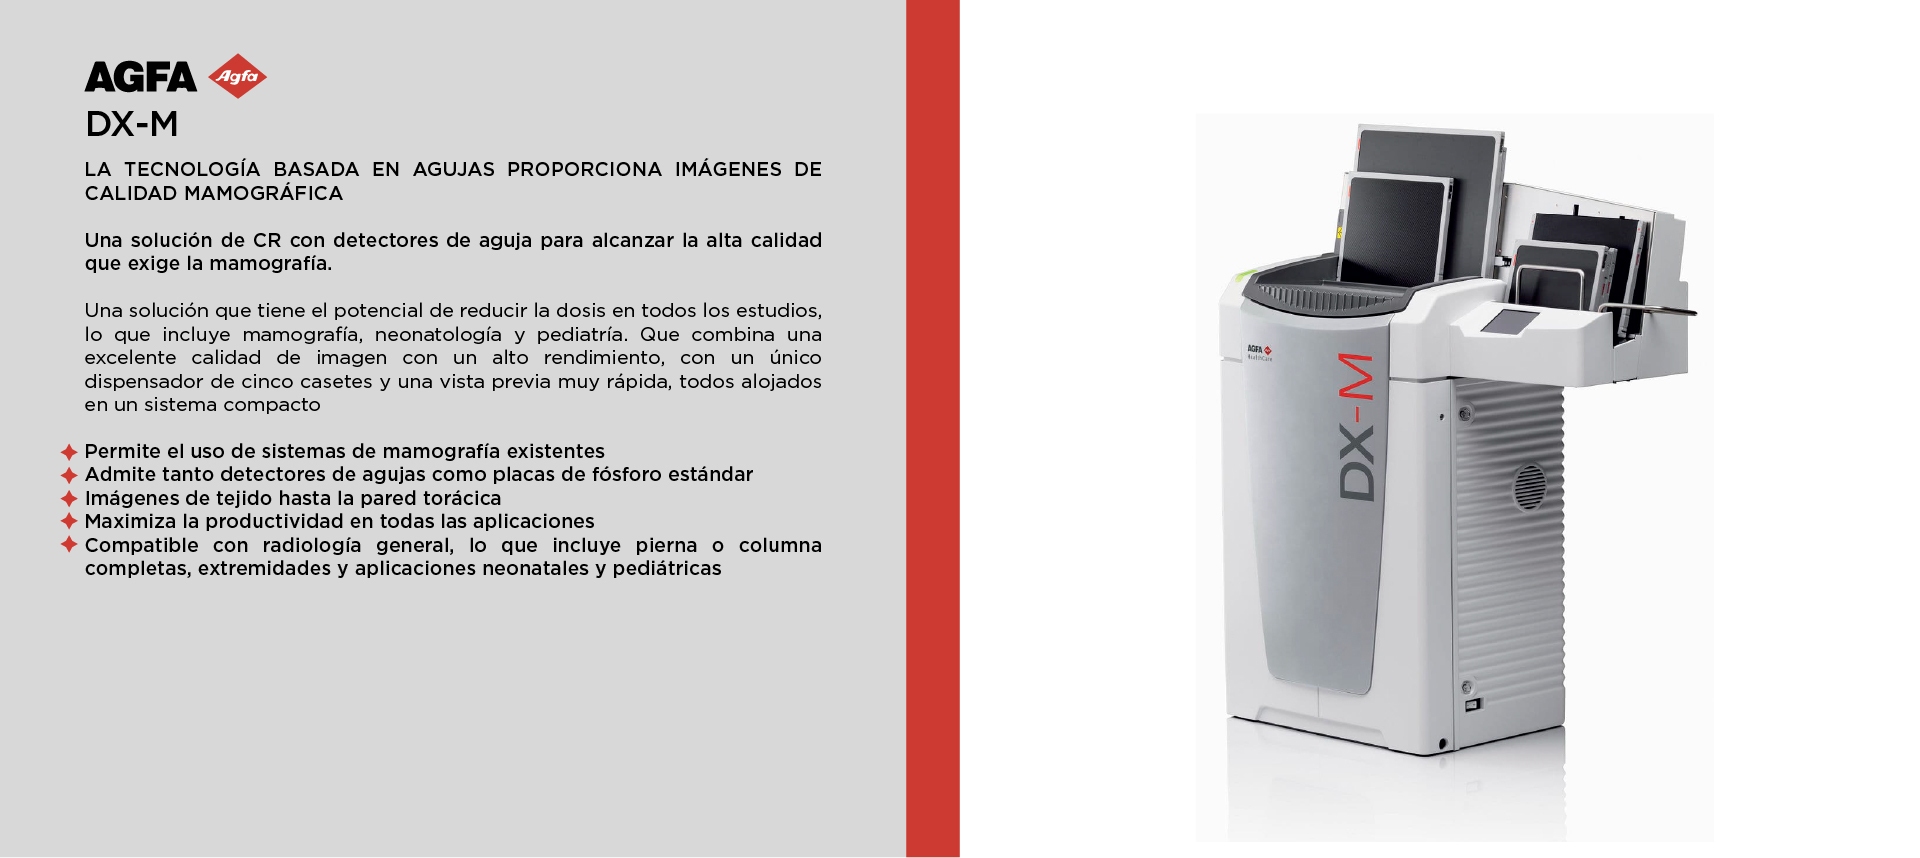 AGFA Agfa
DX-M
LA TECNOLOGÍA BASADA EN AGUJAS PROPORCIONA IMÁGENES DE
CALIDAD MAMOGRÁFICA
Una solución de CR con detectores de aguja para alcanzar la alta calidad
que exige la mamografía.
Una solución que tiene el potencial de reducir la dosis en todos los estudios,
lo que incluye mamografía, neonatología y pediatría. Que combina una
excelente calidad de imagen con un alto rendimiento, con un único
dispensador de cinco casetes y una vista previa muy rápida, todos alojados
en un sistema compacto
Permite el uso de sistemas de mamografía existentes
Admite tanto detectores de agujas como placas de fósforo estándar
Imágenes de tejido hasta la pared torácica
Maximiza la productividad en todas las aplicaciones
Compatible con radiología general, lo que incluye pierna o columna
completas, extremidades y aplicaciones neonatales y pediátricas
AGFA
HealthCare
DX-M